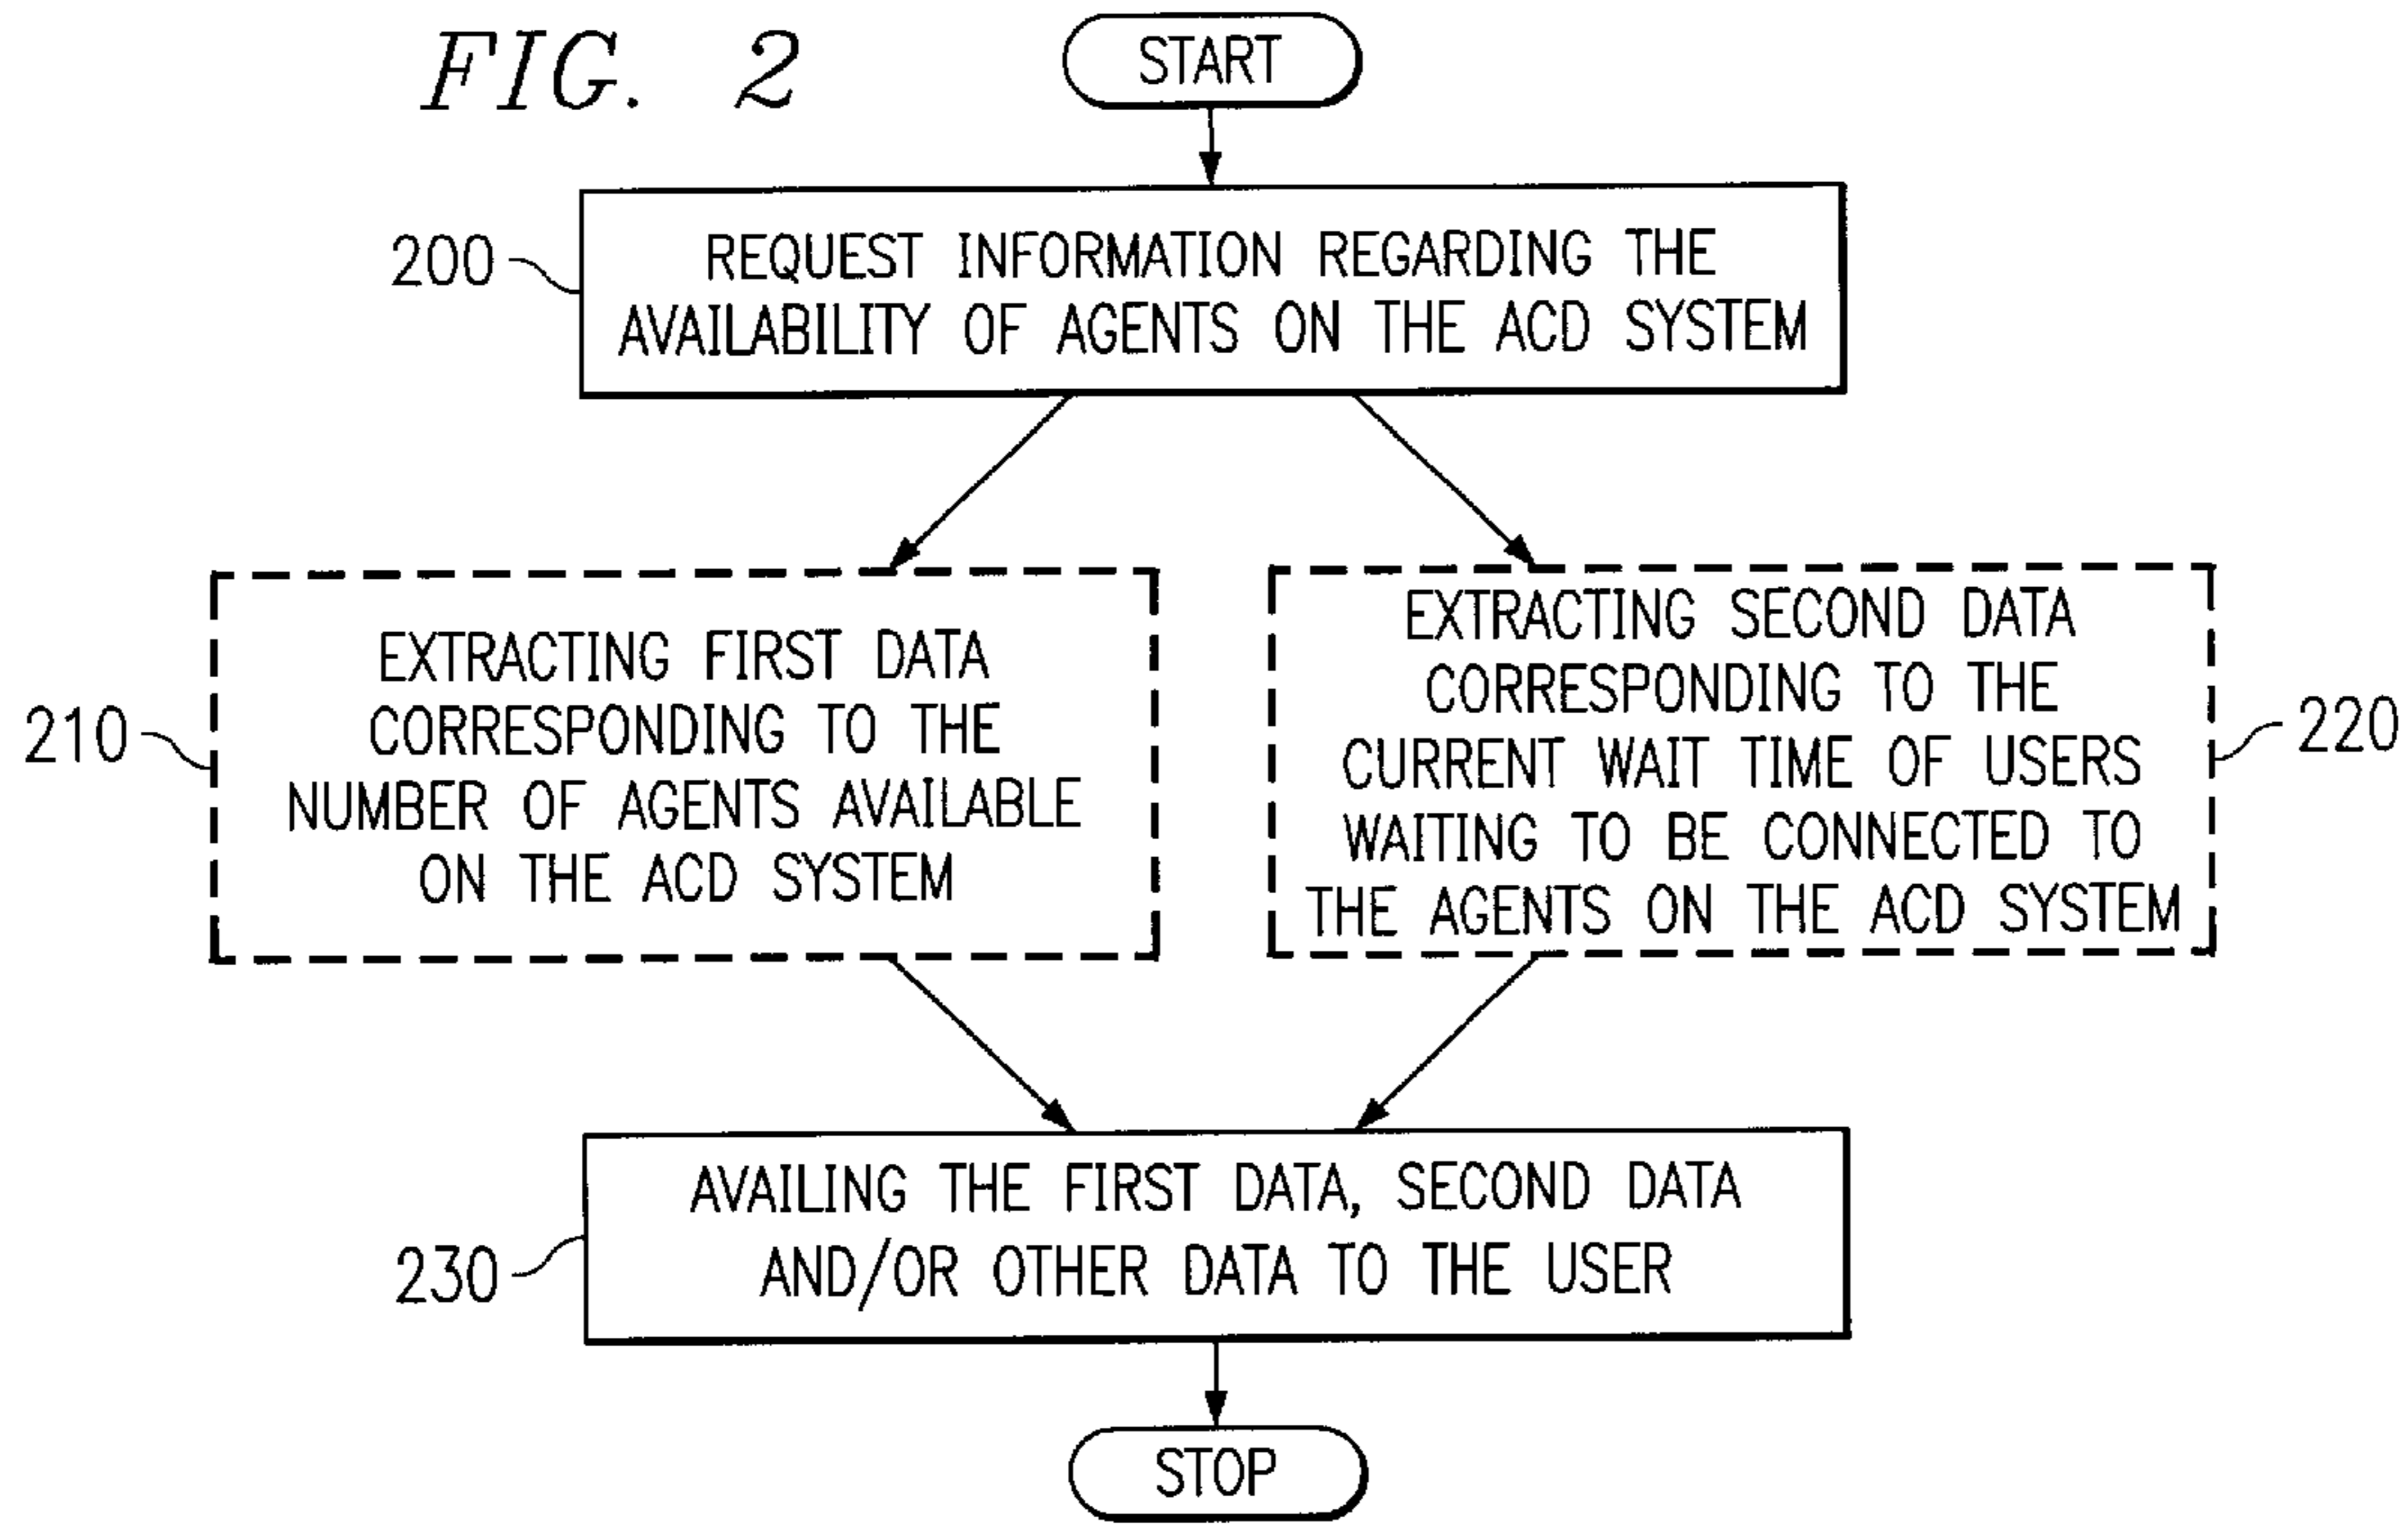 FIG. 2
START
200
REQUEST INFORMATION REGARDING THE
AVAILABILITY OF AGENTS ON THE ACD SYSTEM
210
EXTRACTING FIRST DATA
CORRESPONDING TO THE
NUMBER OF AGENTS AVAILABLE
ON THE ACD SYSTEM
EXTRACTING SECOND DATA
CORRESPONDING TO THE
CURRENT WAIT TIME OF USERS
WAITING TO BE CONNECTED TO
THE AGENTS ON THE ACD SYSTEM
220
230
AVAILING THE FIRST DATA, SECOND DATA
AND/OR OTHER DATA TO THE USER
STOP